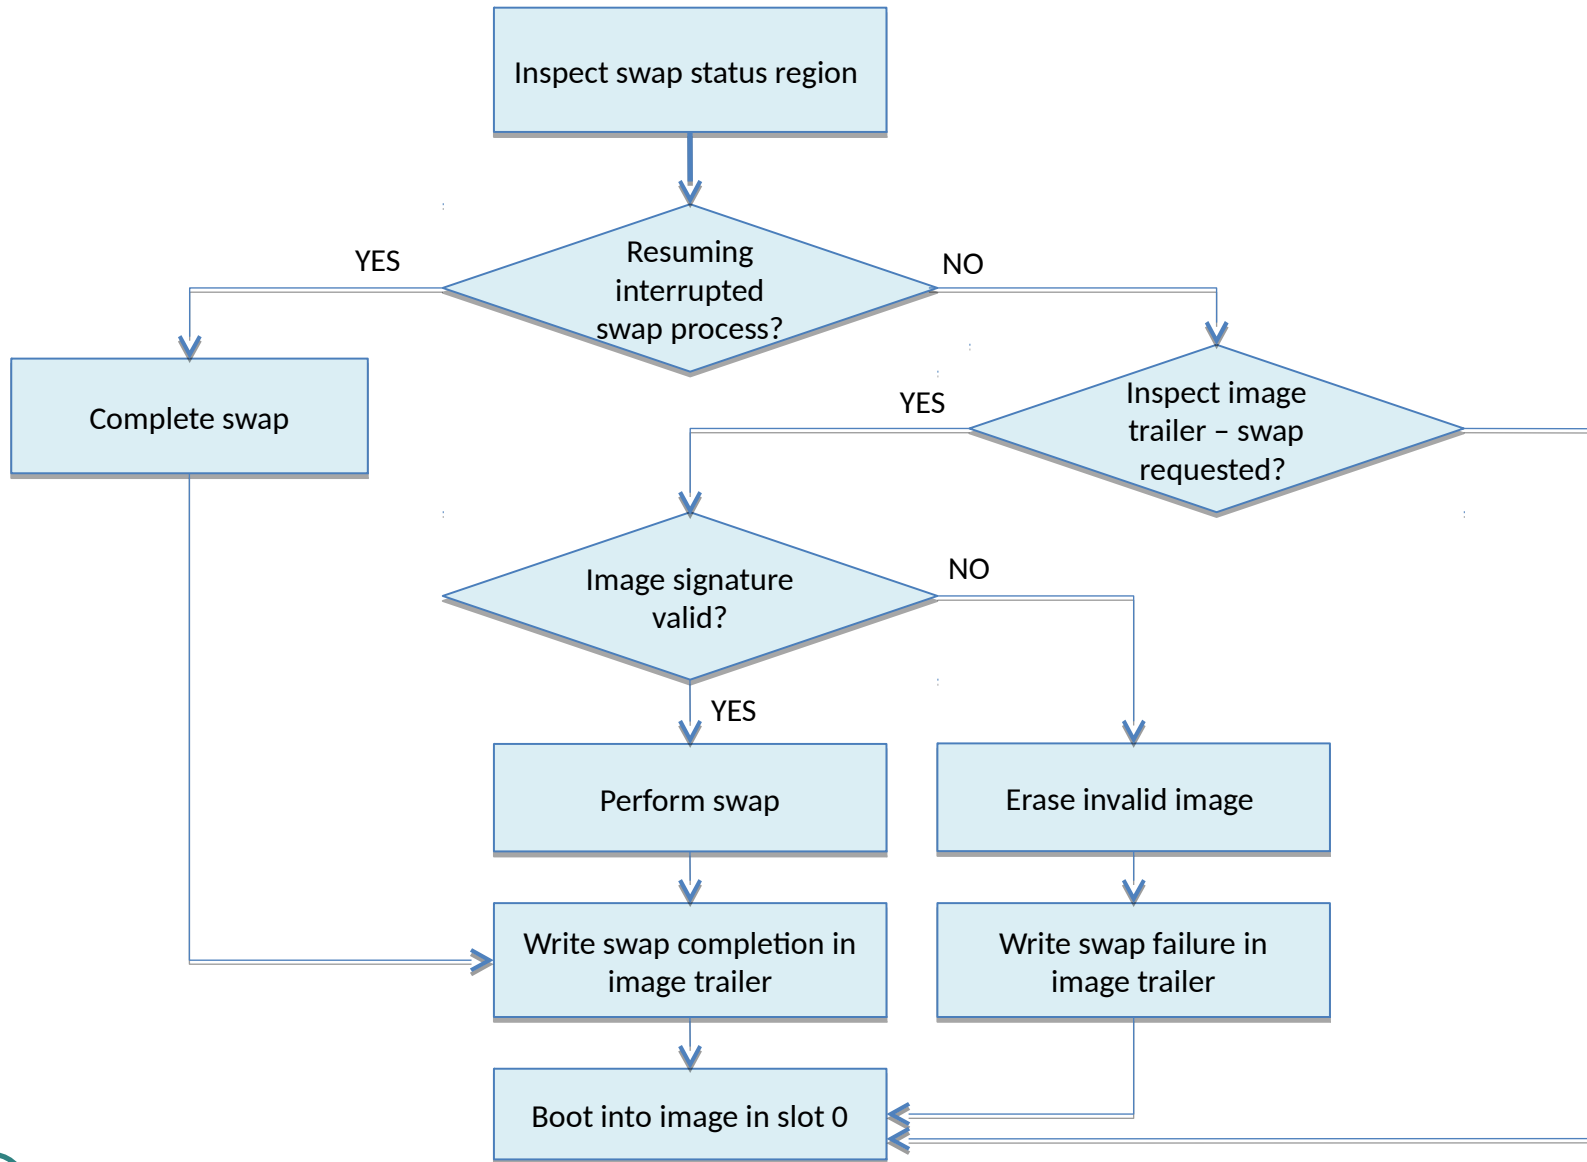 Inspect swap status region
Resuming
interrupted
swap process?
YES
NO
Complete swap
Inspect image
trailer – swap
requested?
YES
Image signature
valid?
NO
YES
Perform swap
Erase invalid image
Write swap completion in
image trailer
Write swap failure in
image trailer
Boot into image in slot 0